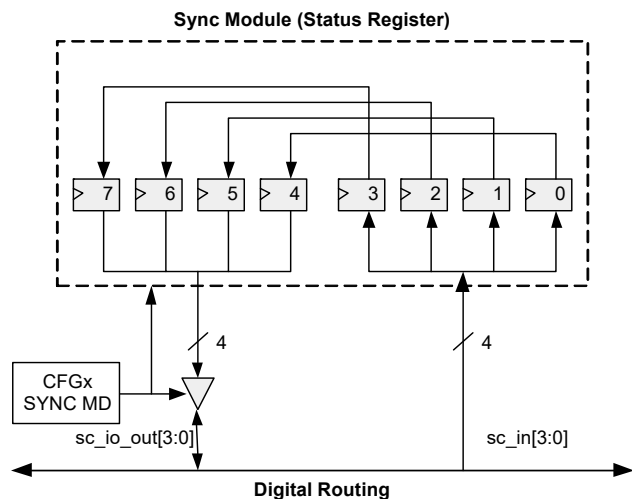 Sync Module (Status Register)
7 6 5 4 3 2 1 0
4 4
CFGx
SYNC MD
sc_io_out[3:0] sc_in[3:0]
Digital Routing